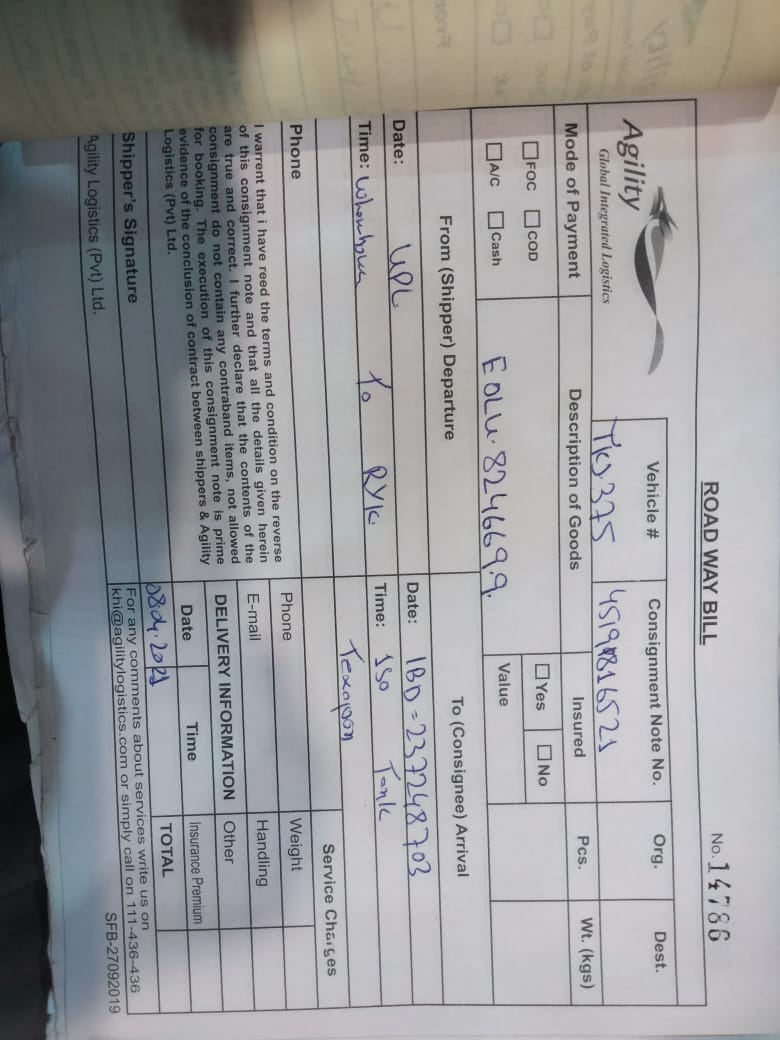 ROAD WAY BILL
No. 14786
Agility
Global Integrated Logistics
Vehicle #
TKJ.375
Consignment Note No.
Org.
Dest.
Mode of Payment
Description of Goods
Insured
Pcs.
Wt. (kgs)
FOC COD
A/C Cash
EOLU.824669.9.
Yes No
Value
From (Shipper) Departure
To (Consignee) Arrival
Date: UPL
Date: IBD=237248703
Time: To RYK
Time: ISO Tank
Phone
I warrent that i have reed the terms and condition on the reverse
of this consignment note and that all the details given herein
are true and correct. I further declare that the contents of the
consignment do not contain any contraband items, not allowed
for booking. The execution of this consignment note is prime
evidence of the conclusion of contract between shippers & Agility
Logistics (Pvt) Ltd.
Shipper's Signature
Agility Logistics (Pvt) Ltd.
Phone
E-mail
DELIVERY INFORMATION
Date
Time
08.04.2021
Service Charges
Weight
Handling
Other
Insurance Premium
TOTAL
For any comments about services write us on
khi@agilitylogistics.com or simply call on 111-436-436
SFB-27092019